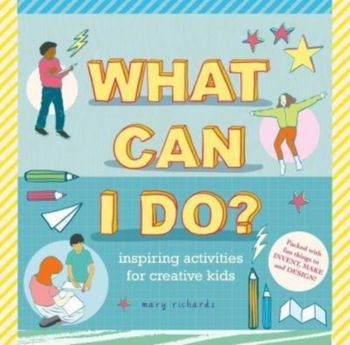 WHAT
CAN
I DO?
inspiring activities
for creative kids
Packed with
fun things to
INVENT, MAKE
and DESIGN!
mary richards